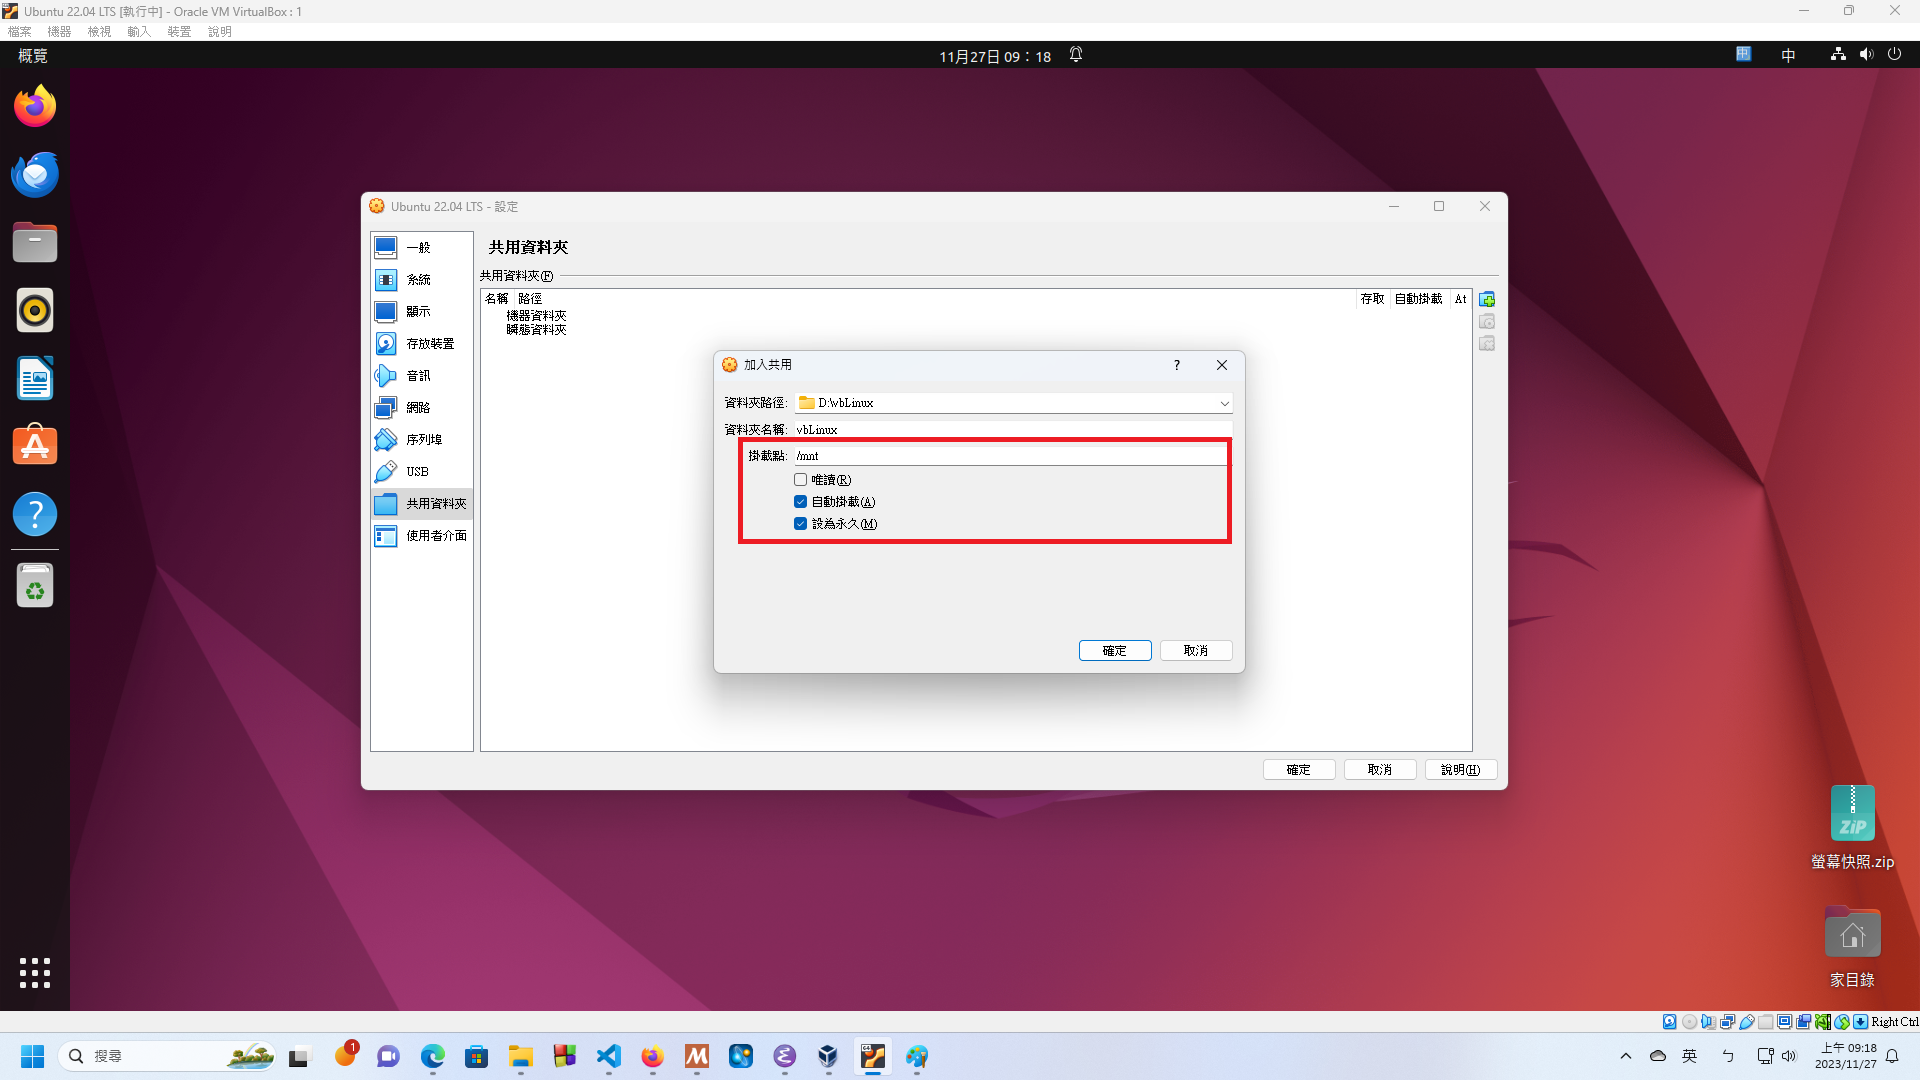 Ubuntu 22.04 LTS [執行中] - Oracle VM VirtualBox : 1
檔案 機器 檢視 輸入 裝置 說明
概覽
11月27日 09：18
中
Ubuntu 22.04 LTS - 設定
一般
系統
顯示
存放裝置
音訊
網路
序列埠
USB
共用資料夾
使用者介面
共用資料夾
共用資料夾(F)
名稱 路徑 存取 自動掛載 At
機器資料夾
瞬態資料夾
加入共用
?
資料夾路徑: D:\vbLinux
資料夾名稱: vbLinux
掛載點: /mnt
唯讀(R)
自動掛載(A)
設為永久(M)
確定 取消
確定 取消 說明(H)
ZIP
螢幕快照.zip
家目錄
Right Ctrl
搜尋
1
英
ㄅ
上午 09:18
2023/11/27